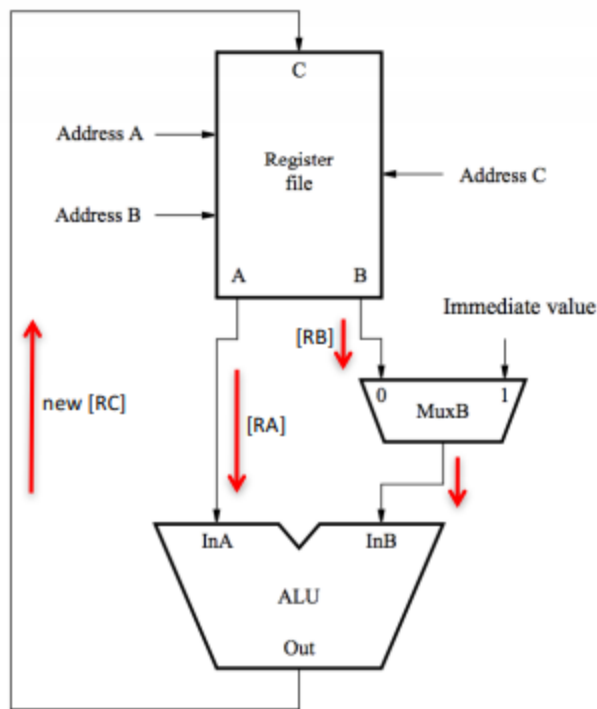 C
Address A
Register
file
Address C
Address B
A
B
Immediate value
[RB]
0
1
MuxB
new [RC]
[RA]
InA
InB
ALU
Out